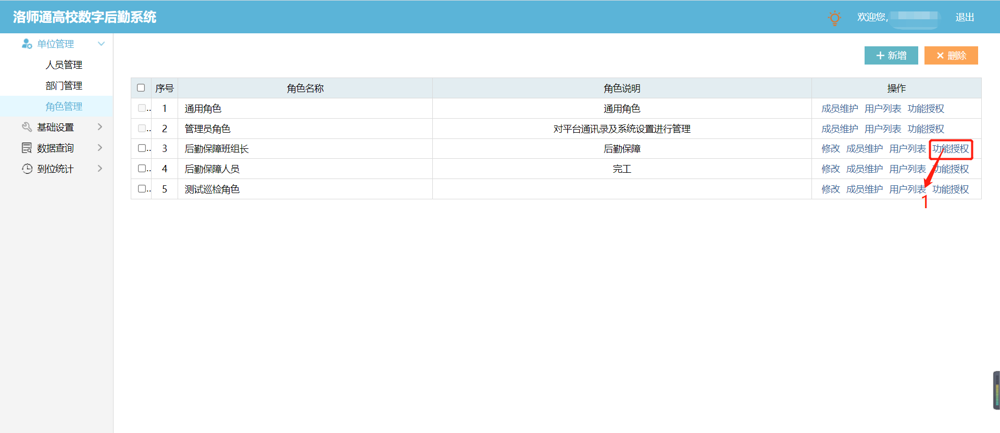 洛师通高校数字后勤系统
欢迎您,
退出
单位管理
人员管理
部门管理
角色管理
基础设置
数据查询
到位统计
新增 删除
序号 角色名称 角色说明 操作
.. 1 通用角色 通用角色 成员维护 用户列表 功能授权
.. 2 管理员角色 对平台通讯录及系统设置进行管理 成员维护 用户列表 功能授权
.. 3 后勤保障班组长 后勤保障 修改 成员维护 用户列表 功能授权
.. 4 后勤保障人员 完工 修改 成员维护 用户列表 功能授权
.. 5 测试巡检角色 修改 成员维护 用户列表 功能授权
1